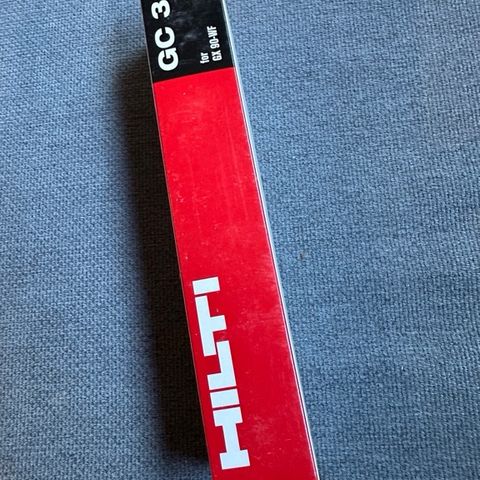 GC 3
for
GX 90-WF
HILTI